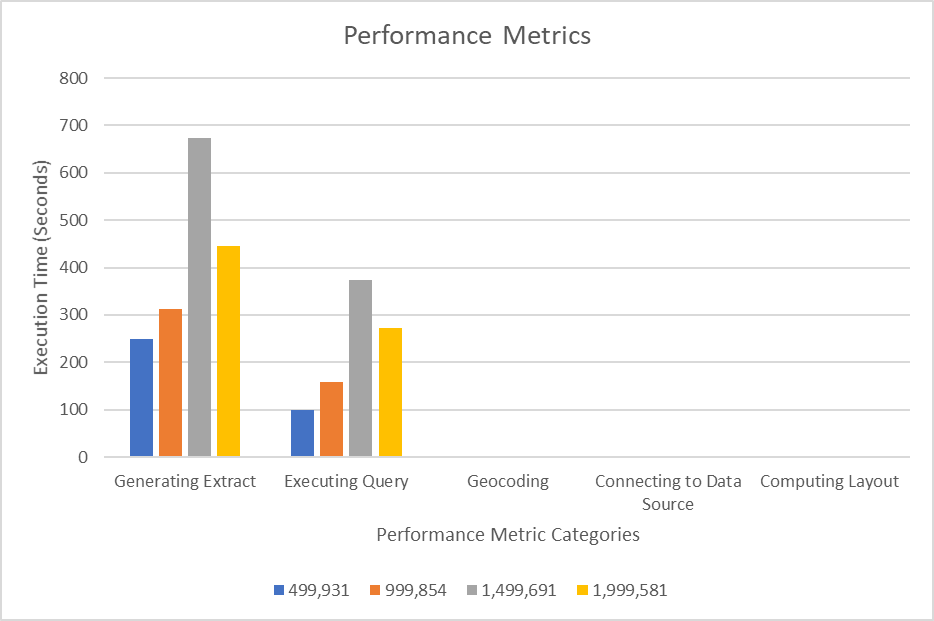 Performance Metrics
800
700
600
500
400
300
200
100
0
Execution Time (Seconds)
Generating Extract
Executing Query
Geocoding
Connecting to Data
Source
Computing Layout
Performance Metric Categories
499,931
999,854
1,499,691
1,999,581